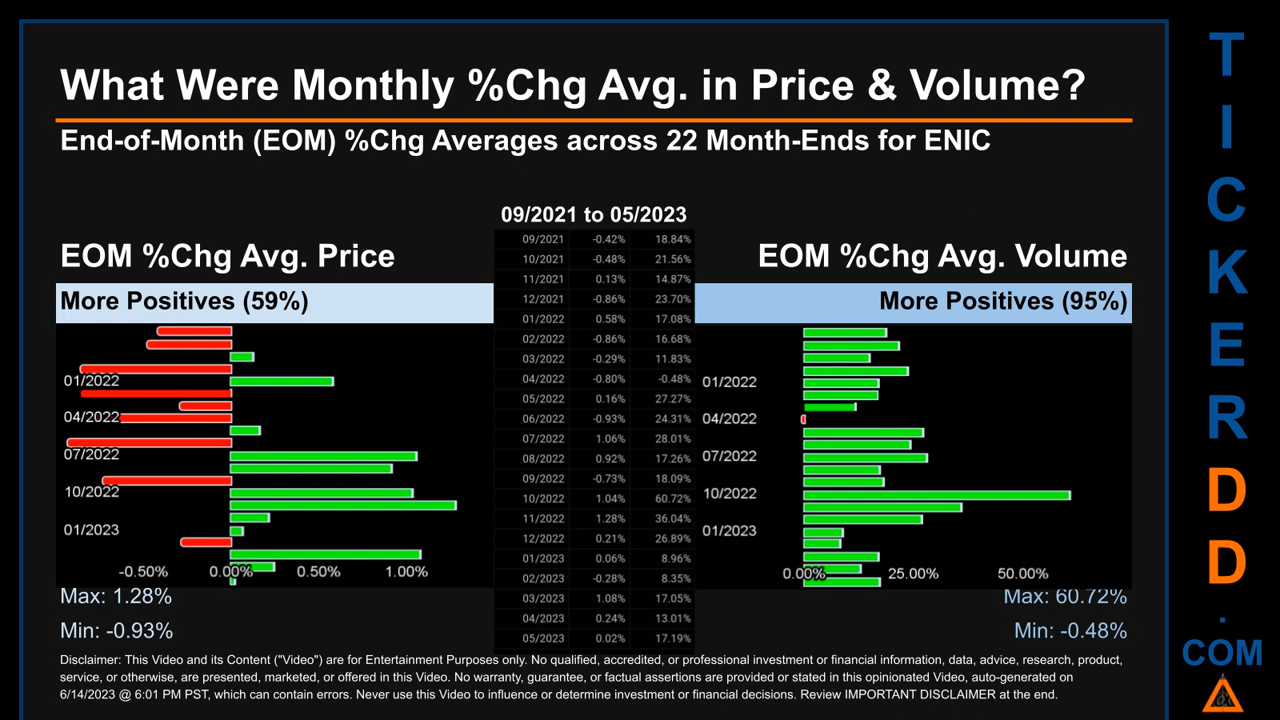 What Were Monthly %Chg Avg. in Price & Volume?
End-of-Month (EOM) %Chg Averages across 22 Month-Ends for ENIC
09/2021 to 05/2023
EOM %Chg Avg. Price
More Positives (59%)
01/2022
04/2022
07/2022
10/2022
01/2023
-0.50% 0.00% 0.50% 1.00%
Max: 1.28%
Min: -0.93%
09/2021 -0.42% 18.84%
10/2021 -0.48% 21.56%
11/2021 0.13% 14.87%
12/2021 -0.86% 23.70%
01/2022 0.58% 17.08%
02/2022 -0.86% 16.68%
03/2022 -0.29% 11.83%
04/2022 -0.80% -0.48%
05/2022 0.16% 27.27%
06/2022 -0.93% 24.31%
07/2022 1.06% 28.01%
08/2022 0.92% 17.26%
09/2022 -0.73% 18.09%
10/2022 1.04% 60.72%
11/2022 1.28% 36.04%
12/2022 0.21% 26.89%
01/2023 0.06% 8.96%
02/2023 -0.28% 8.35%
03/2023 1.08% 17.05%
04/2023 0.24% 13.01%
05/2023 0.02% 17.19%
EOM %Chg Avg. Volume
More Positives (95%)
01/2022
04/2022
07/2022
10/2022
01/2023
0.00% 25.00% 50.00%
Max: 60.72%
Min: -0.48%
Disclaimer: This Video and its Content ("Video") are for Entertainment Purposes only. No qualified, accredited, or professional investment or financial information, data, advice, research, product,
service, or otherwise, are presented, marketed, or offered in this Video. No warranty, guarantee, or factual assertions are provided or stated in this opinionated Video, auto-generated on
6/14/2023 @ 6:01 PM PST, which can contain errors. Never use this Video to influence or determine investment or financial decisions. Review IMPORTANT DISCLAIMER at the end.
T
I
C
K
E
R
D
D
.
COM